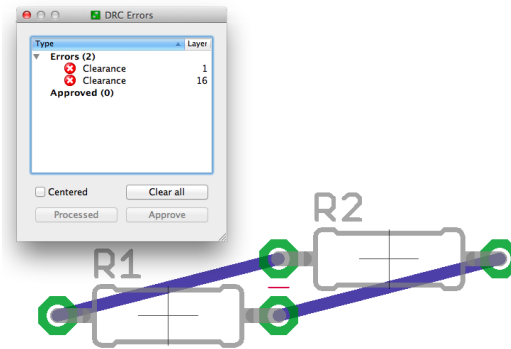 DRC Errors
Type Layer
Errors (2)
Clearance 1
Clearance 16
Approved (0)
Centered Clear all
Processed Approve
R2
R1